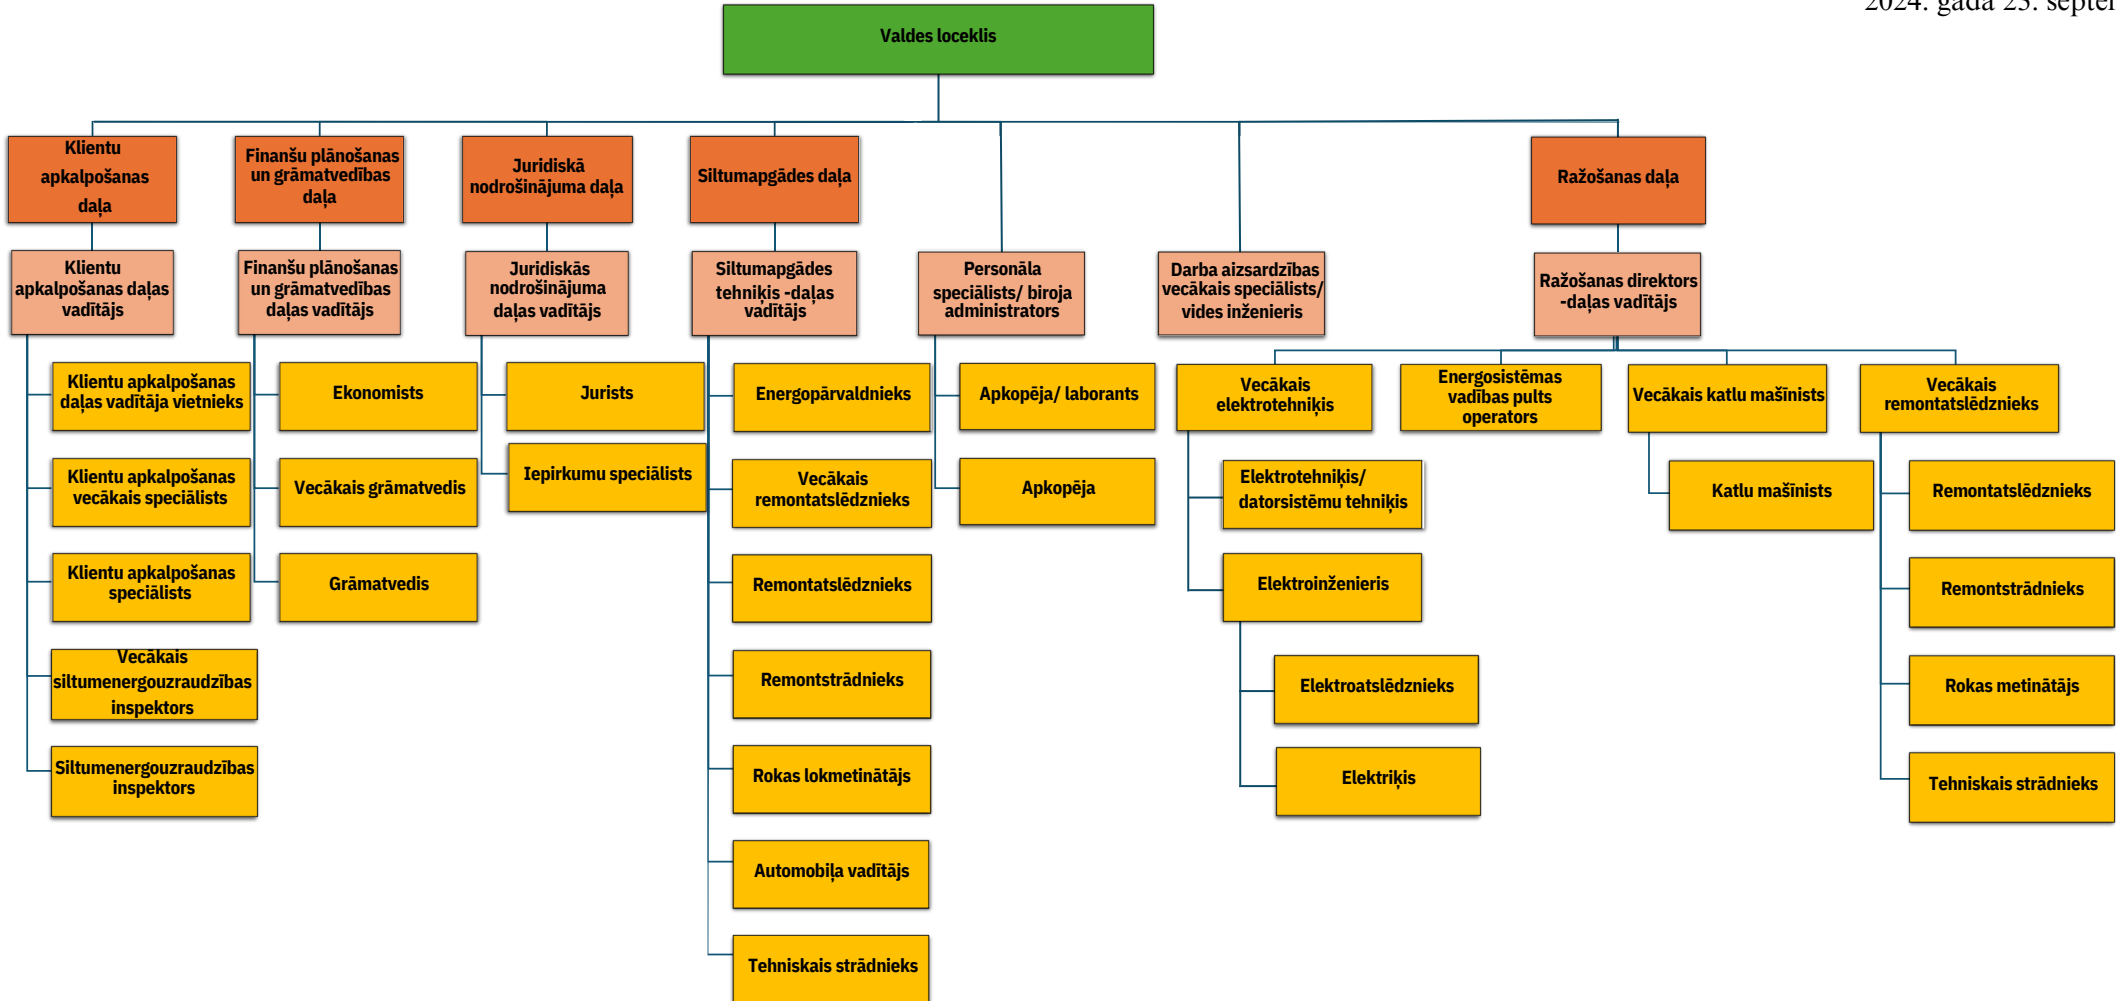 2024. gada 23.
Valdes loceklis
Klientu
apkalpošanas
daļa
Finanšu plānošanas
un grāmatvedības
daļa
Juridiskā
nodrošinājuma daļa
Siltumapgādes daļa
Ražošanas daļa
Klientu
apkalpošanas daļas
vadītājs
Finanšu plānošanas
un grāmatvedības
daļas vadītājs
Juridiskās
nodrošinājuma
daļas vadītājs
Siltumapgādes
tehniķis -daļas
vadītājs
Personāla
speciālists/ biroja
administrators
Darba aizsardzības
vecākais speciālists/
vides inženieris
Ražošanas direktors
-daļas vadītājs
Klientu apkalpošanas
daļas vadītāja vietnieks
Klientu apkalpošanas
vecākais speciālists
Klientu apkalpošanas
speciālists
Vecākais
siltumenergouzraudzības
inspektors
Siltumenergouzraudzības
inspektors
Ekonomists
Vecākais grāmatvedis
Grāmatvedis
Jurists
Iepirkumu speciālists
Energopārvaldnieks
Vecākais
remontatslēdznieks
Remontatslēdznieks
Remontstrādnieks
Rokas lokmetinātājs
Automobiļa vadītājs
Tehniskais strādnieks
Apkopēja/ laborants
Apkopēja
Vecākais
elektrotehniķis
Elektrotehniķis/
datorsistēmu tehniķis
Elektroinženieris
Elektroatslēdznieks
Elektriķis
Energosistēmas
vadības pults
operators
Vecākais katlu mašīnists
Katlu mašīnists
Vecākais
remontatslēdznieks
Remontatslēdznieks
Remontstrādnieks
Rokas metinātājs
Tehniskais strādnieks